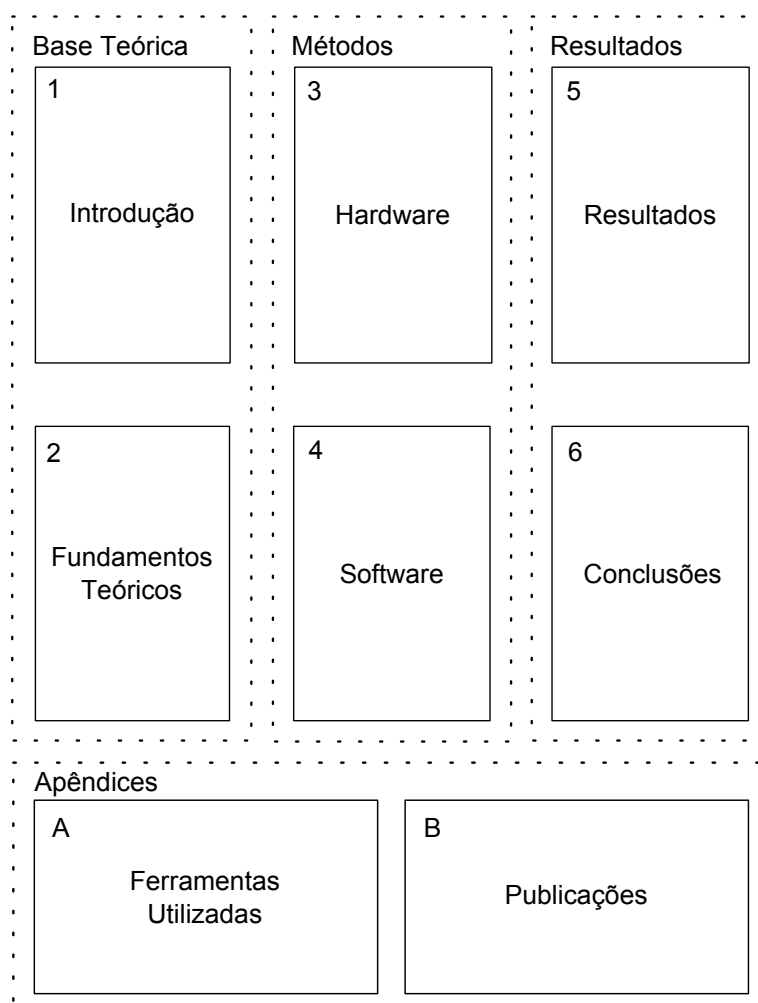 Base Teórica
1
Introdução
2
Fundamentos
Teóricos
Métodos
3
Hardware
4
Software
Resultados
5
Resultados
6
Conclusões
Apêndices
A
Ferramentas
Utilizadas
B
Publicações